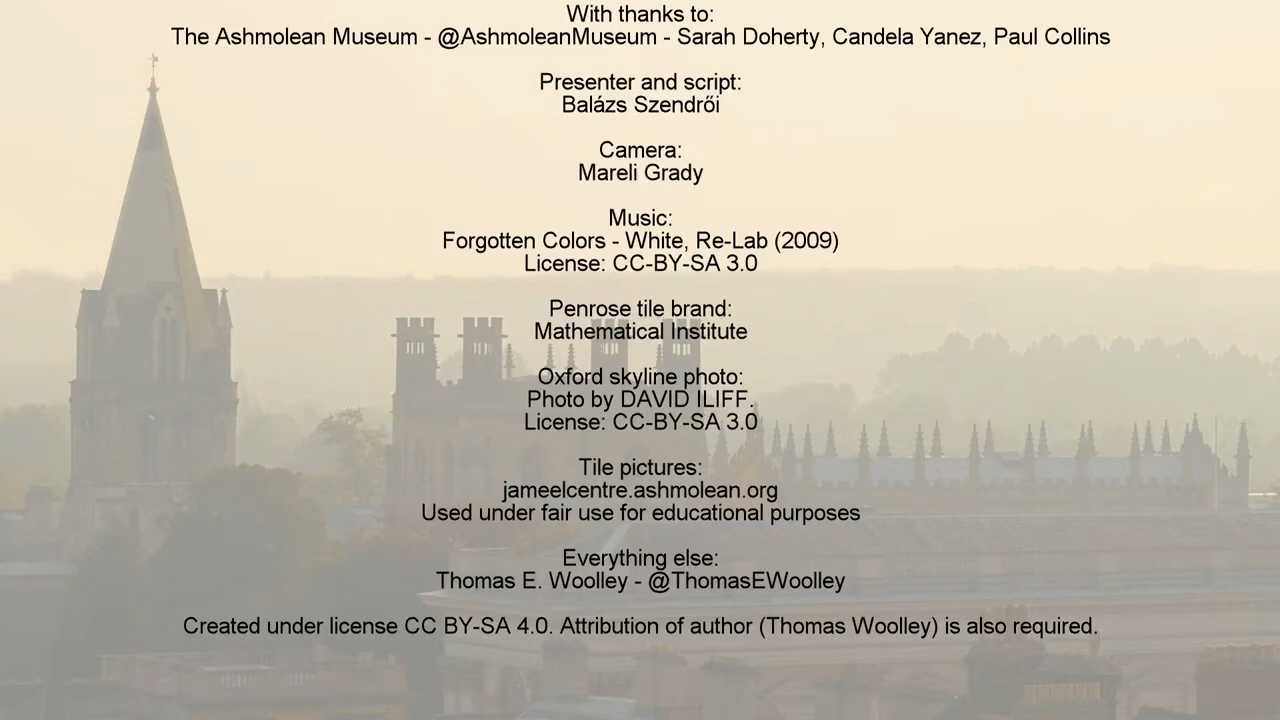 With thanks to:
The Ashmolean Museum - @AshmoleanMuseum - Sarah Doherty, Candela Yanez, Paul Collins
Presenter and script:
Balázs Szendrői
Camera:
Mareli Grady
Music:
Forgotten Colors - White, Re-Lab (2009)
License: CC-BY-SA 3.0
Penrose tile brand:
Mathematical Institute
Oxford skyline photo:
Photo by DAVID ILIFF.
License: CC-BY-SA 3.0
Tile pictures:
jameelcentre.ashmolean.org
Used under fair use for educational purposes
Everything else:
Thomas E. Woolley - @ThomasEWoolley
Created under license CC BY-SA 4.0. Attribution of author (Thomas Woolley) is also required.